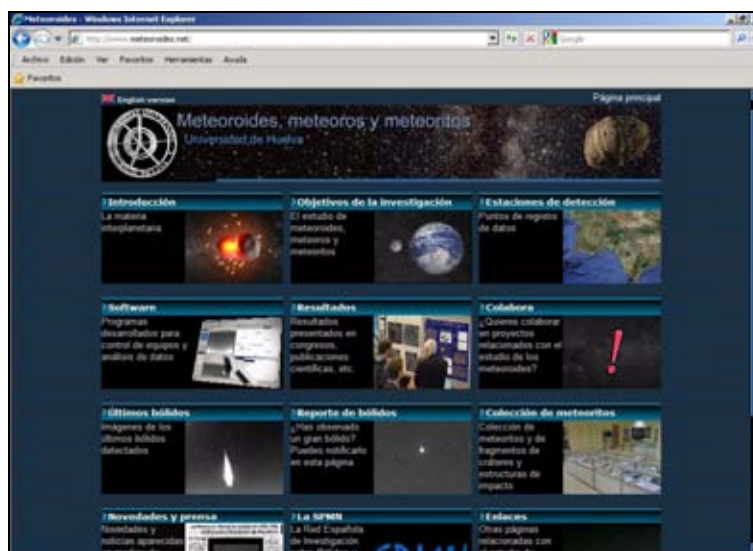 Meteoroides - Windows Internet Explorer
http://www.meteoroides.net/
Google
Archivo Edición Ver Favoritos Herramientas Ayuda
Favoritos
English version
Página principal
Meteoroides, meteoros y meteoritos
Universidad de Huelva
Introducción
La materia
interplanetaria
Objetivos de la investigación
El estudio de
meteoroides,
meteoros y
meteoritos
Estaciones de detección
Puntos de registro
de datos
Software
Programas
desarrollados para
control de equipos y
análisis de datos
Resultados
Resultados
presentados en
congresos,
publicaciones
científicas, etc.
Colabora
¿Quieres colaborar
en proyectos
relacionados con el
estudio de los
meteoroides?
Últimos bólidos
Imágenes de los
últimos bólidos
detectados
Reporte de bólidos
¿Has observado
un gran bólido?
Puedes notificarlo
en esta página
Colección de meteoritos
Colección de
meteoritos y de
fragmentos de
cráteres y
estructuras de
impacto
Novedades y prensa
Novedades y
noticias aparecidas
La SPMN
La Red Española
de Investigación
SPMN
Enlaces
Otras páginas
relacionadas con